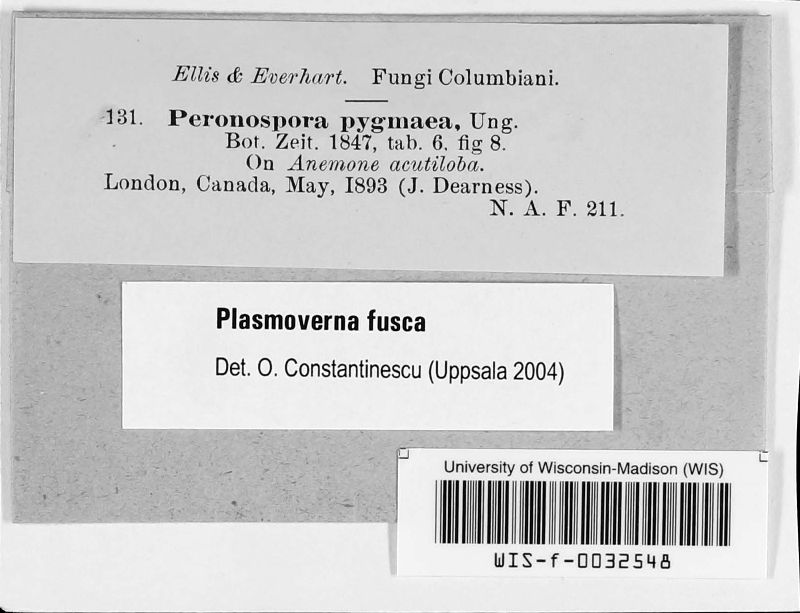 Ellis & Everhart. Fungi Columbiani.
131. Peronospora pygmaea, Ung.
Bot. Zeit. 1847, tab. 6, fig 8.
On Anemone acutiloba.
London, Canada, May, 1893 (J. Dearness).
N. A. F. 211.
Plasmoverna fusca
Det. O. Constantinescu (Uppsala 2004)
University of Wisconsin-Madison (WIS)
WIS-f-0032548